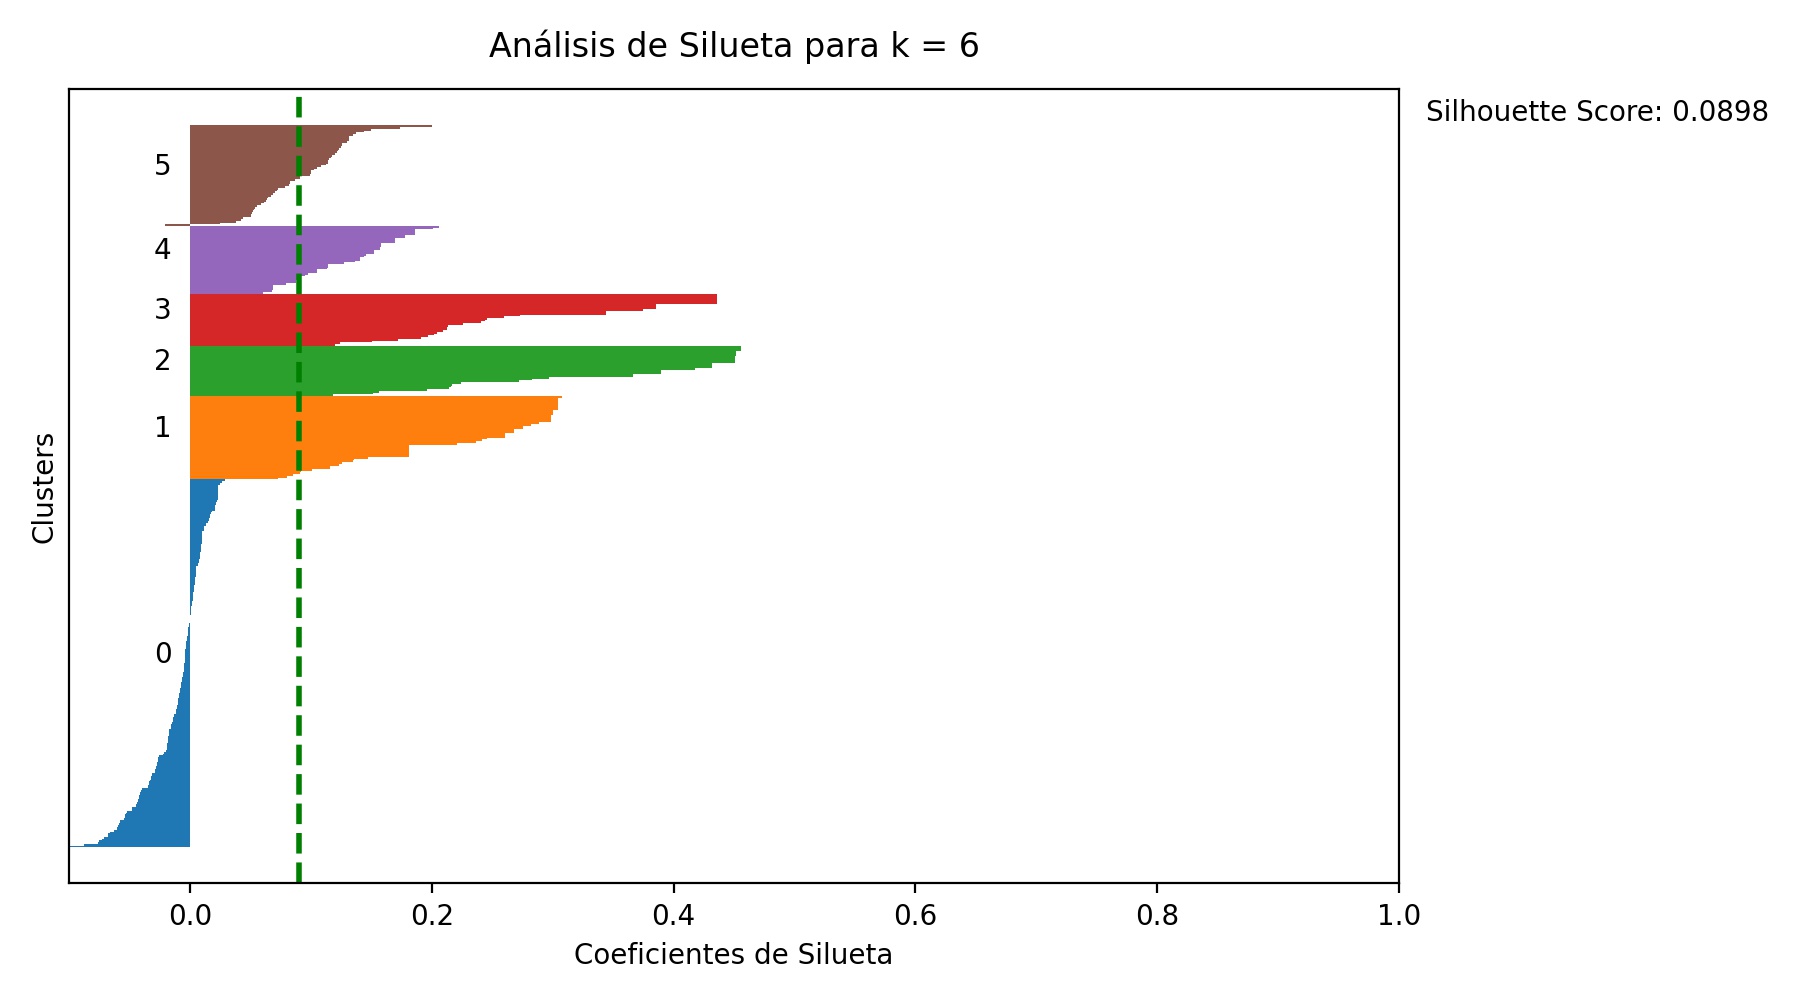 Análisis de Silueta para k = 6
Silhouette Score: 0.0898
5
4
3
2
1
0
Clusters
0.0 0.2 0.4 0.6 0.8 1.0
Coeficientes de Silueta